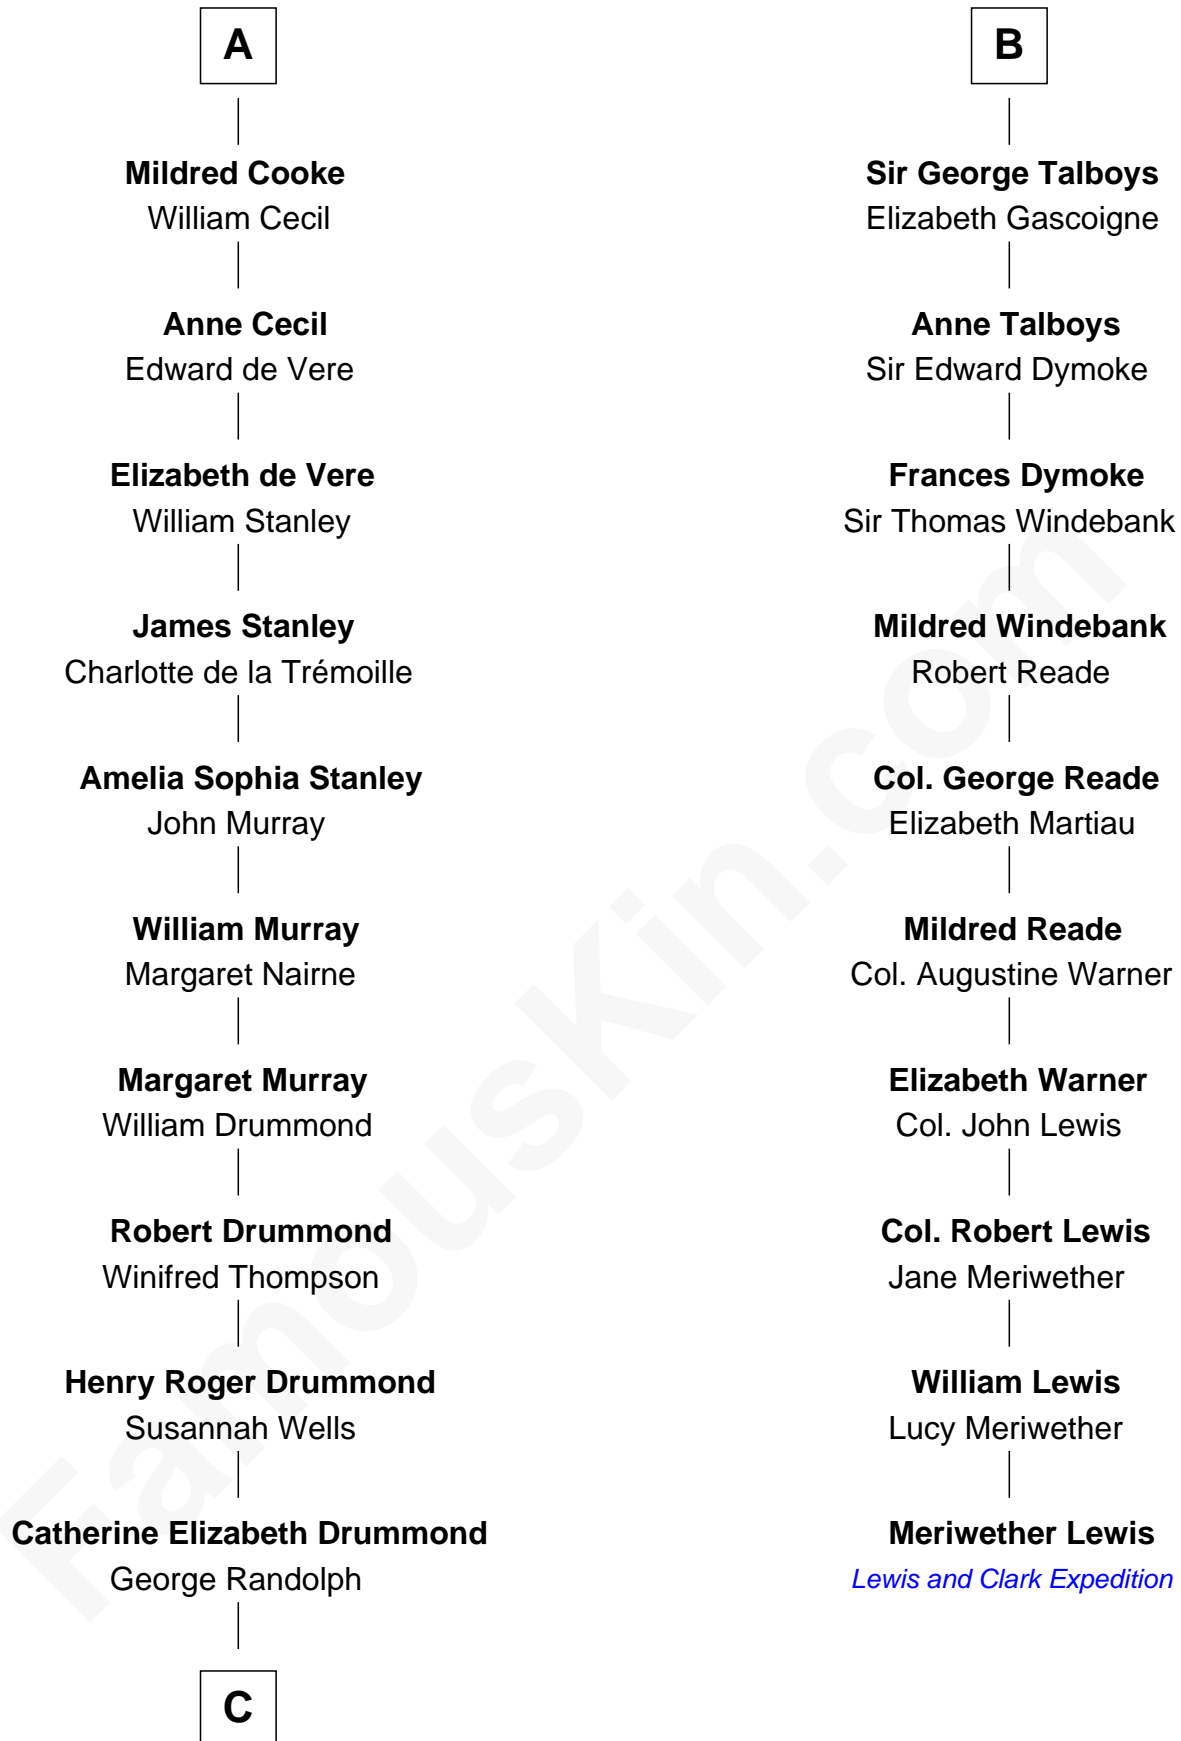 A
Mildred Cooke
William Cecil
Anne Cecil
Edward de Vere
Elizabeth de Vere
William Stanley
James Stanley
Charlotte de la Trémoille
Amelia Sophia Stanley
John Murray
William Murray
Margaret Nairne
Margaret Murray
William Drummond
Robert Drummond
Winifred Thompson
Henry Roger Drummond
Susannah Wells
Catherine Elizabeth Drummond
George Randolph
C
B
Sir George Talboys
Elizabeth Gascoigne
Anne Talboys
Sir Edward Dymoke
Frances Dymoke
Sir Thomas Windebank
Mildred Windebank
Robert Reade
Col. George Reade
Elizabeth Martiau
Mildred Reade
Col. Augustine Warner
Elizabeth Warner
Col. John Lewis
Col. Robert Lewis
Jane Meriwether
William Lewis
Lucy Meriwether
Meriwether Lewis
Lewis and Clark Expedition
FamousKin.com